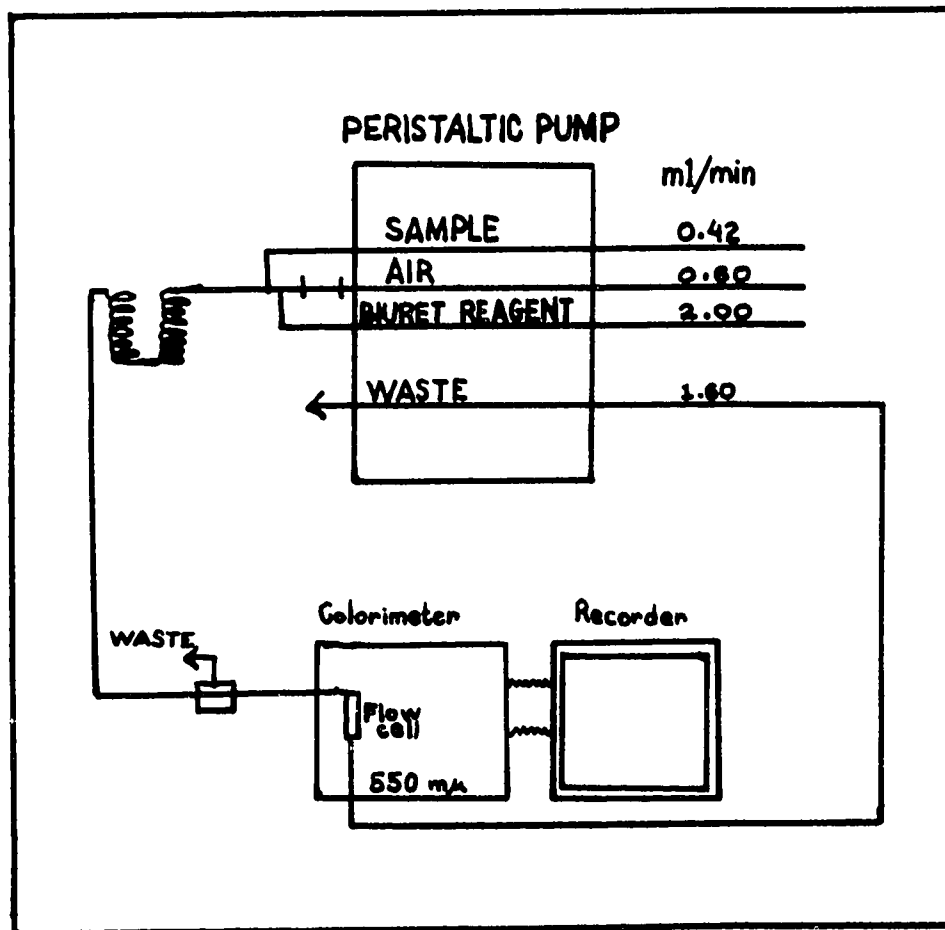 PERISTALTIC PUMP
ml/min
SAMPLE 0.42
AIR 0.60
BIURET REAGENT 2.00
WASTE 1.60
Colorimeter Recorder
WASTE
Flow
cell
550 mμ